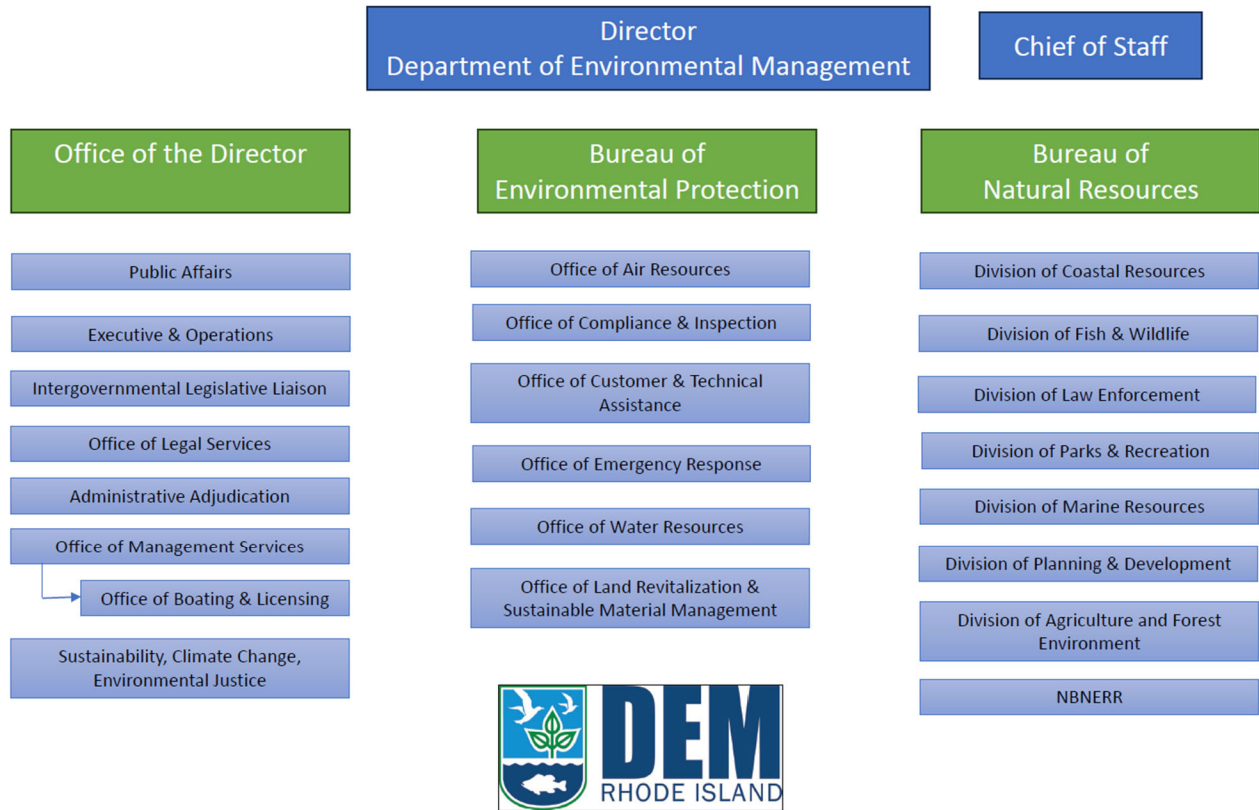 Director
Department of Environmental Management
Chief of Staff
Office of the Director
Public Affairs
Executive & Operations
Intergovernmental Legislative Liaison
Office of Legal Services
Administrative Adjudication
Office of Management Services
Office of Boating & Licensing
Sustainability, Climate Change,
Environmental Justice
Bureau of
Environmental Protection
Office of Air Resources
Office of Compliance & Inspection
Office of Customer & Technical
Assistance
Office of Emergency Response
Office of Water Resources
Office of Land Revitalization &
Sustainable Material Management
Bureau of
Natural Resources
Division of Coastal Resources
Division of Fish & Wildlife
Division of Law Enforcement
Division of Parks & Recreation
Division of Marine Resources
Division of Planning & Development
Division of Agriculture and Forest
Environment
NBNERR
DEM
RHODE ISLAND